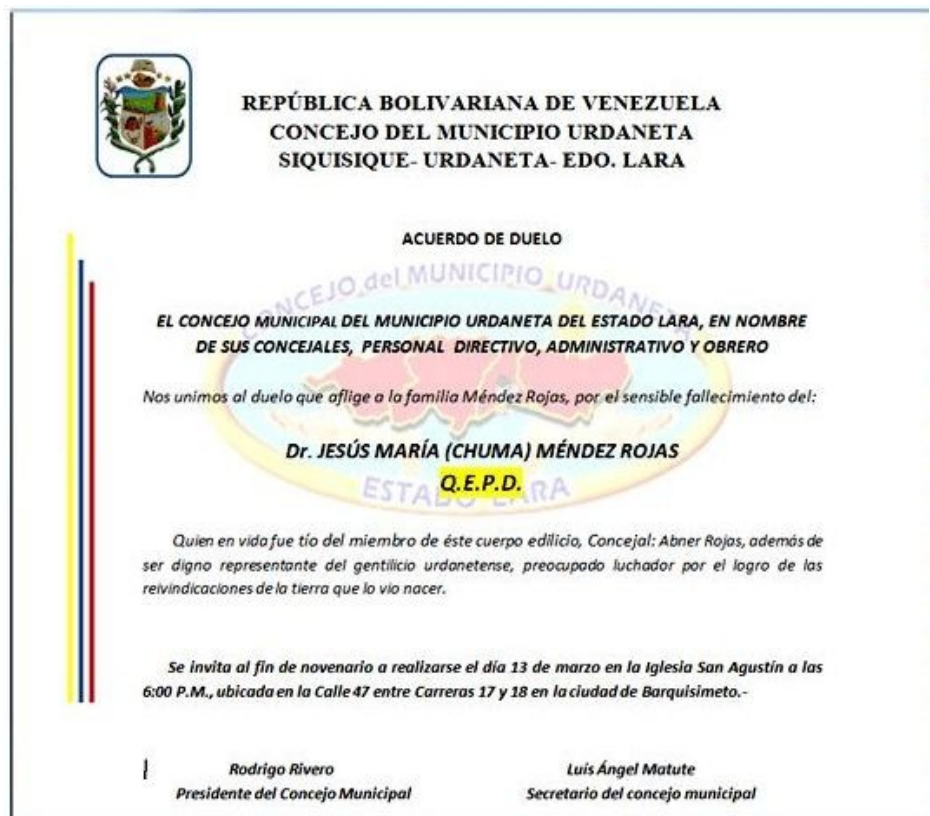 REPÚBLICA BOLIVARIANA DE VENEZUELA
CONCEJO DEL MUNICIPIO URDANETA
SIQUISIQUE- URDANETA- EDO. LARA
ACUERDO DE DUELO
CONCEJO del MUNICIPIO URDANETA
EL CONCEJO MUNICIPAL DEL MUNICIPIO URDANETA DEL ESTADO LARA, EN NOMBRE
DE SUS CONCEJALES, PERSONAL DIRECTIVO, ADMINISTRATIVO Y OBRERO
Nos unimos al duelo que aflige a la familia Méndez Rojas, por el sensible fallecimiento del:
Dr. JESÚS MARÍA (CHUMA) MÉNDEZ ROJAS
Q.E.P.D.
ESTADO LARA
Quien en vida fue tío del miembro de éste cuerpo edilicio, Concejal: Abner Rojas, además de
ser digno representante del gentilicio urdanetense, preocupado luchador por el logro de las
reivindicaciones de la tierra que lo vio nacer.
Se invita al fin de novenario a realizarse el día 13 de marzo en la Iglesia San Agustín a las
6:00 P.M., ubicada en la Calle 47 entre Carreras 17 y 18 en la ciudad de Barquisimeto.-
Rodrigo Rivero
Presidente del Concejo Municipal
Luis Ángel Matute
Secretario del concejo municipal